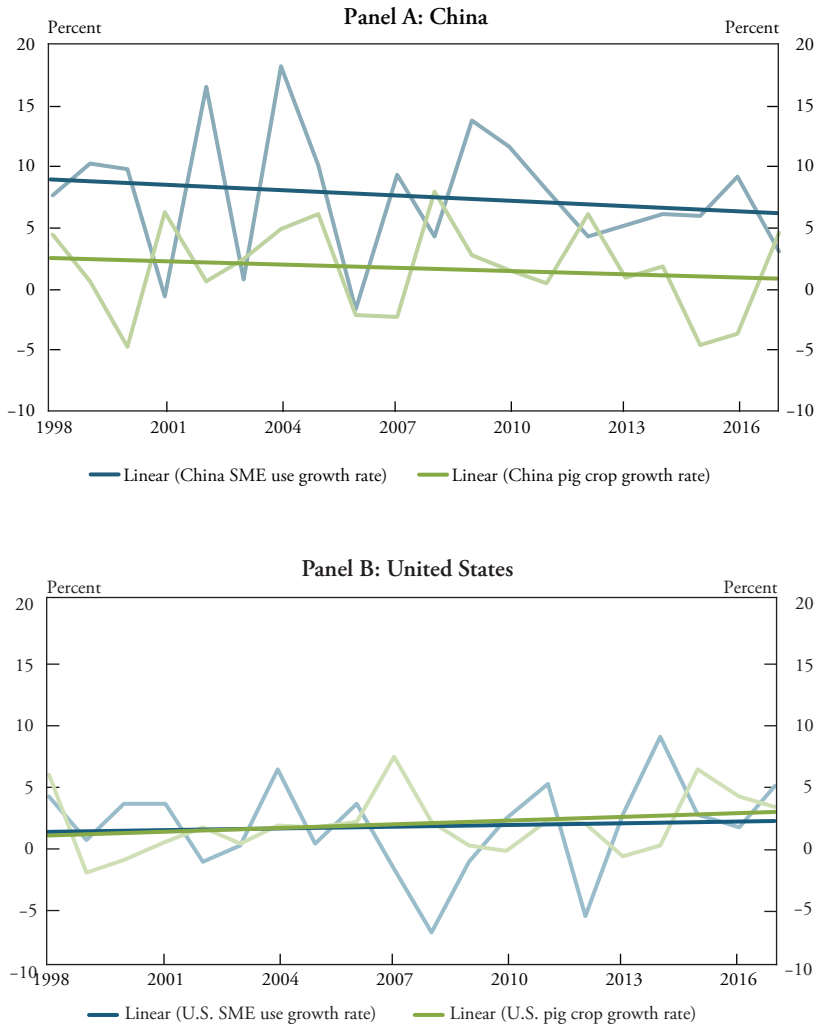 Panel A: China
Percent Percent
20 20
15 15
10 10
5 5
0 0
–5 –5
–10 –10
1998 2001 2004 2007 2010 2013 2016
Linear (China SME use growth rate) Linear (China pig crop growth rate)
Panel B: United States
Percent Percent
20 20
15 15
10 10
5 5
0 0
–5 –5
–10 –10
1998 2001 2004 2007 2010 2013 2016
Linear (U.S. SME use growth rate) Linear (U.S. pig crop growth rate)